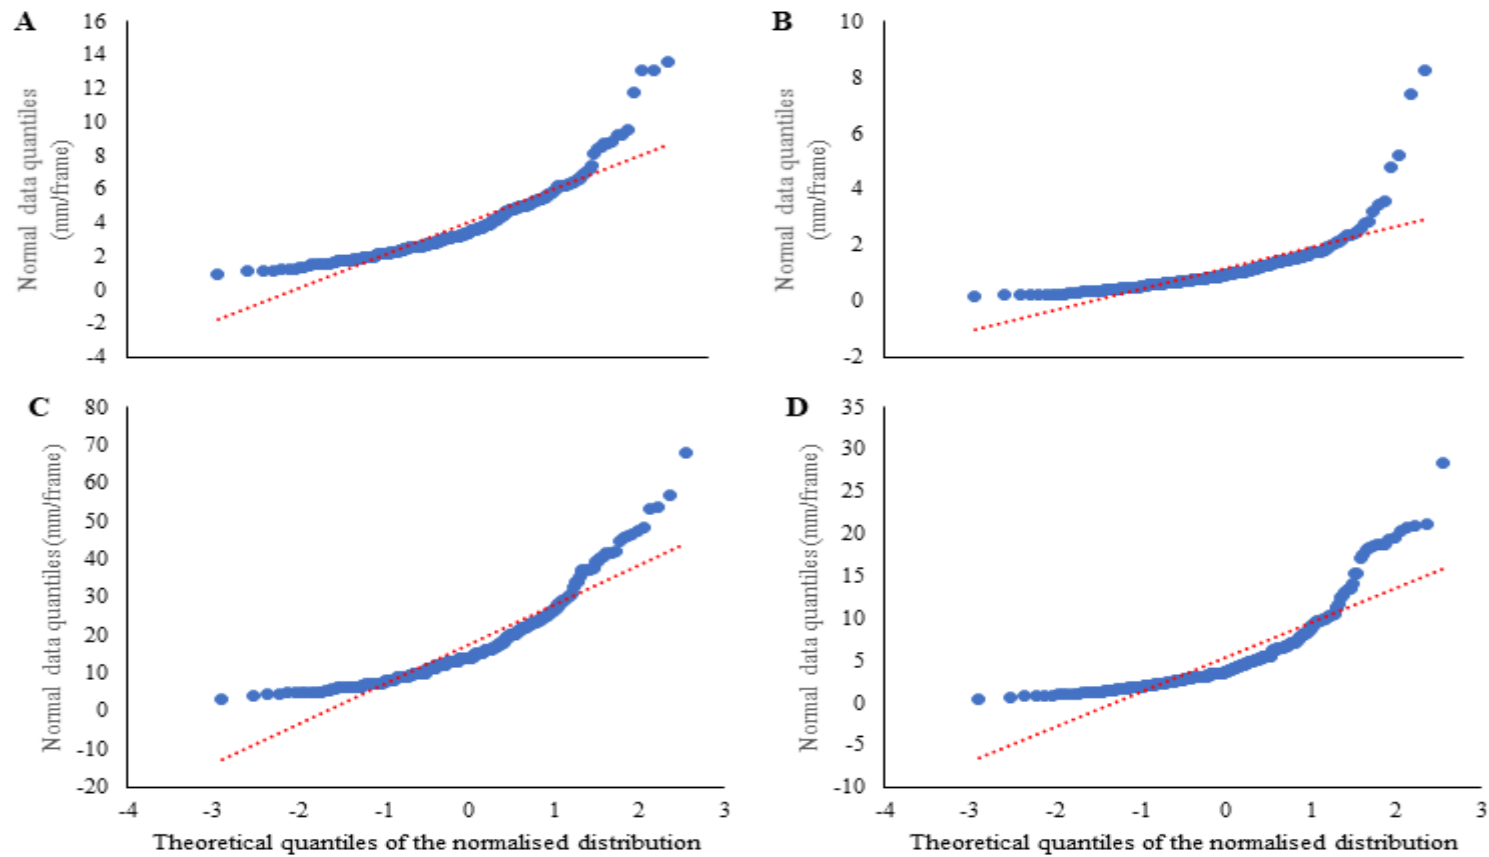 A
16
14
12
10
8
6
4
2
0
-2
-4
Normal data quantiles
(mm/frame)
B
10
8
6
4
2
0
-2
Normal data quantiles
(mm/frame)
C
80
70
60
50
40
30
20
10
0
-10
-20
Normal data quantiles(mm/frame)
-4 -3 -2 -1 0 1 2 3
Theoretical quantiles of the normalised distribution
D
35
30
25
20
15
10
5
0
-5
-10
Normal data quantiles(mm/frame)
-4 -3 -2 -1 0 1 2 3
Theoretical quantiles of the normalised distribution